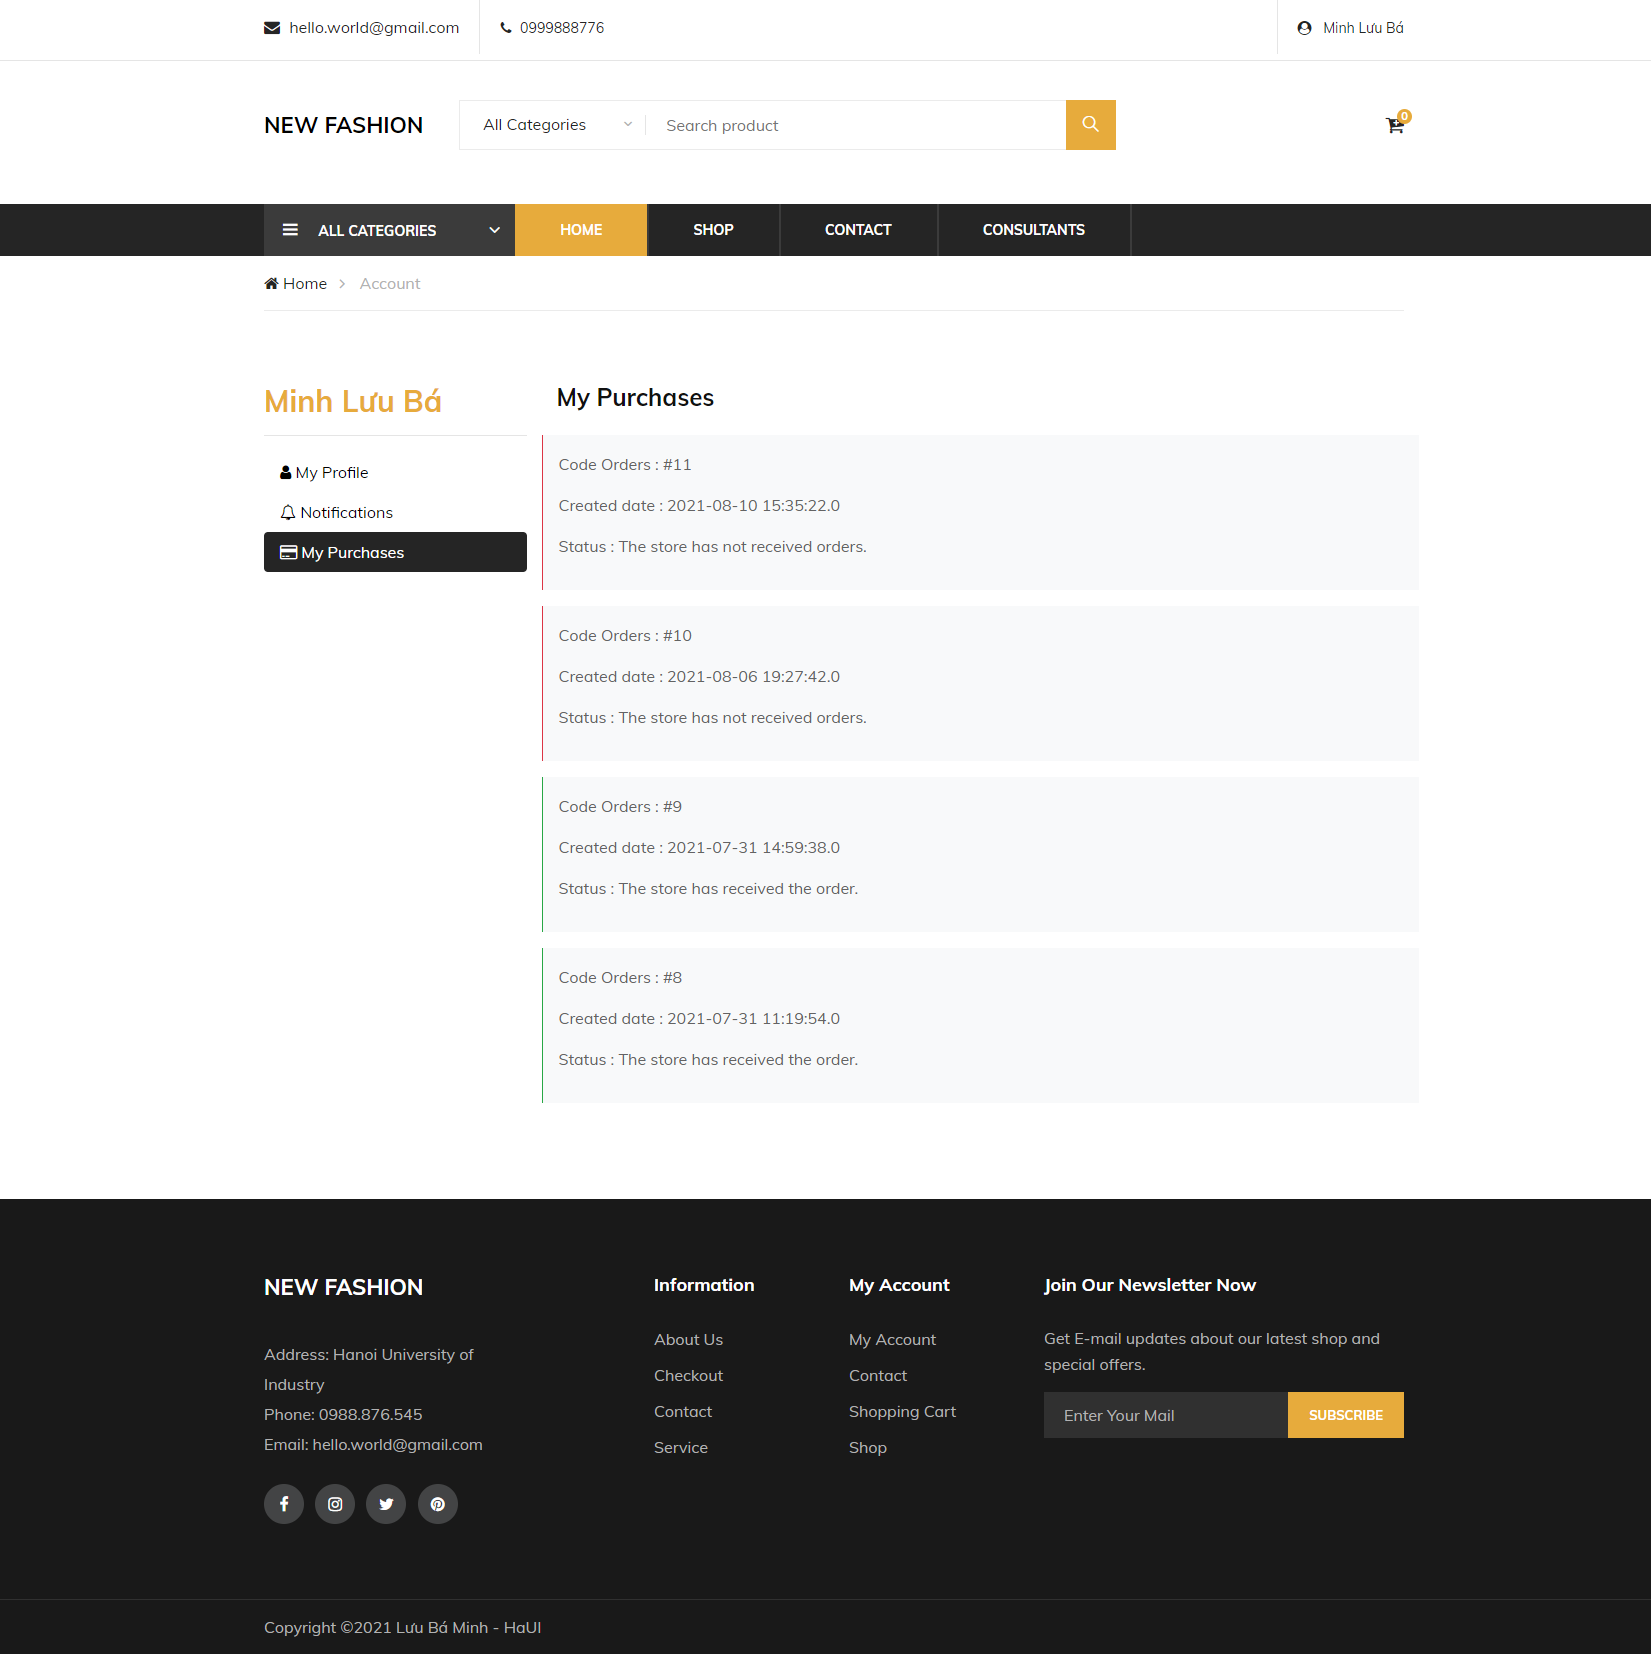 hello.world@gmail.com
0999888776
Minh Lưu Bá
NEW FASHION
All Categories
Search product
0
ALL CATEGORIES
HOME
SHOP
CONTACT
CONSULTANTS
Home
Account
Minh Lưu Bá
My Profile
Notifications
My Purchases
My Purchases
Code Orders : #11
Created date : 2021-08-10 15:35:22.0
Status : The store has not received orders.
Code Orders : #10
Created date : 2021-08-06 19:27:42.0
Status : The store has not received orders.
Code Orders : #9
Created date : 2021-07-31 14:59:38.0
Status : The store has received the order.
Code Orders : #8
Created date : 2021-07-31 11:19:54.0
Status : The store has received the order.
NEW FASHION
Address: Hanoi University of
Industry
Phone: 0988.876.545
Email: hello.world@gmail.com
Information
About Us
Checkout
Contact
Service
My Account
My Account
Contact
Shopping Cart
Shop
Join Our Newsletter Now
Get E-mail updates about our latest shop and
special offers.
Enter Your Mail
SUBSCRIBE
Copyright ©2021 Lưu Bá Minh - HaUI